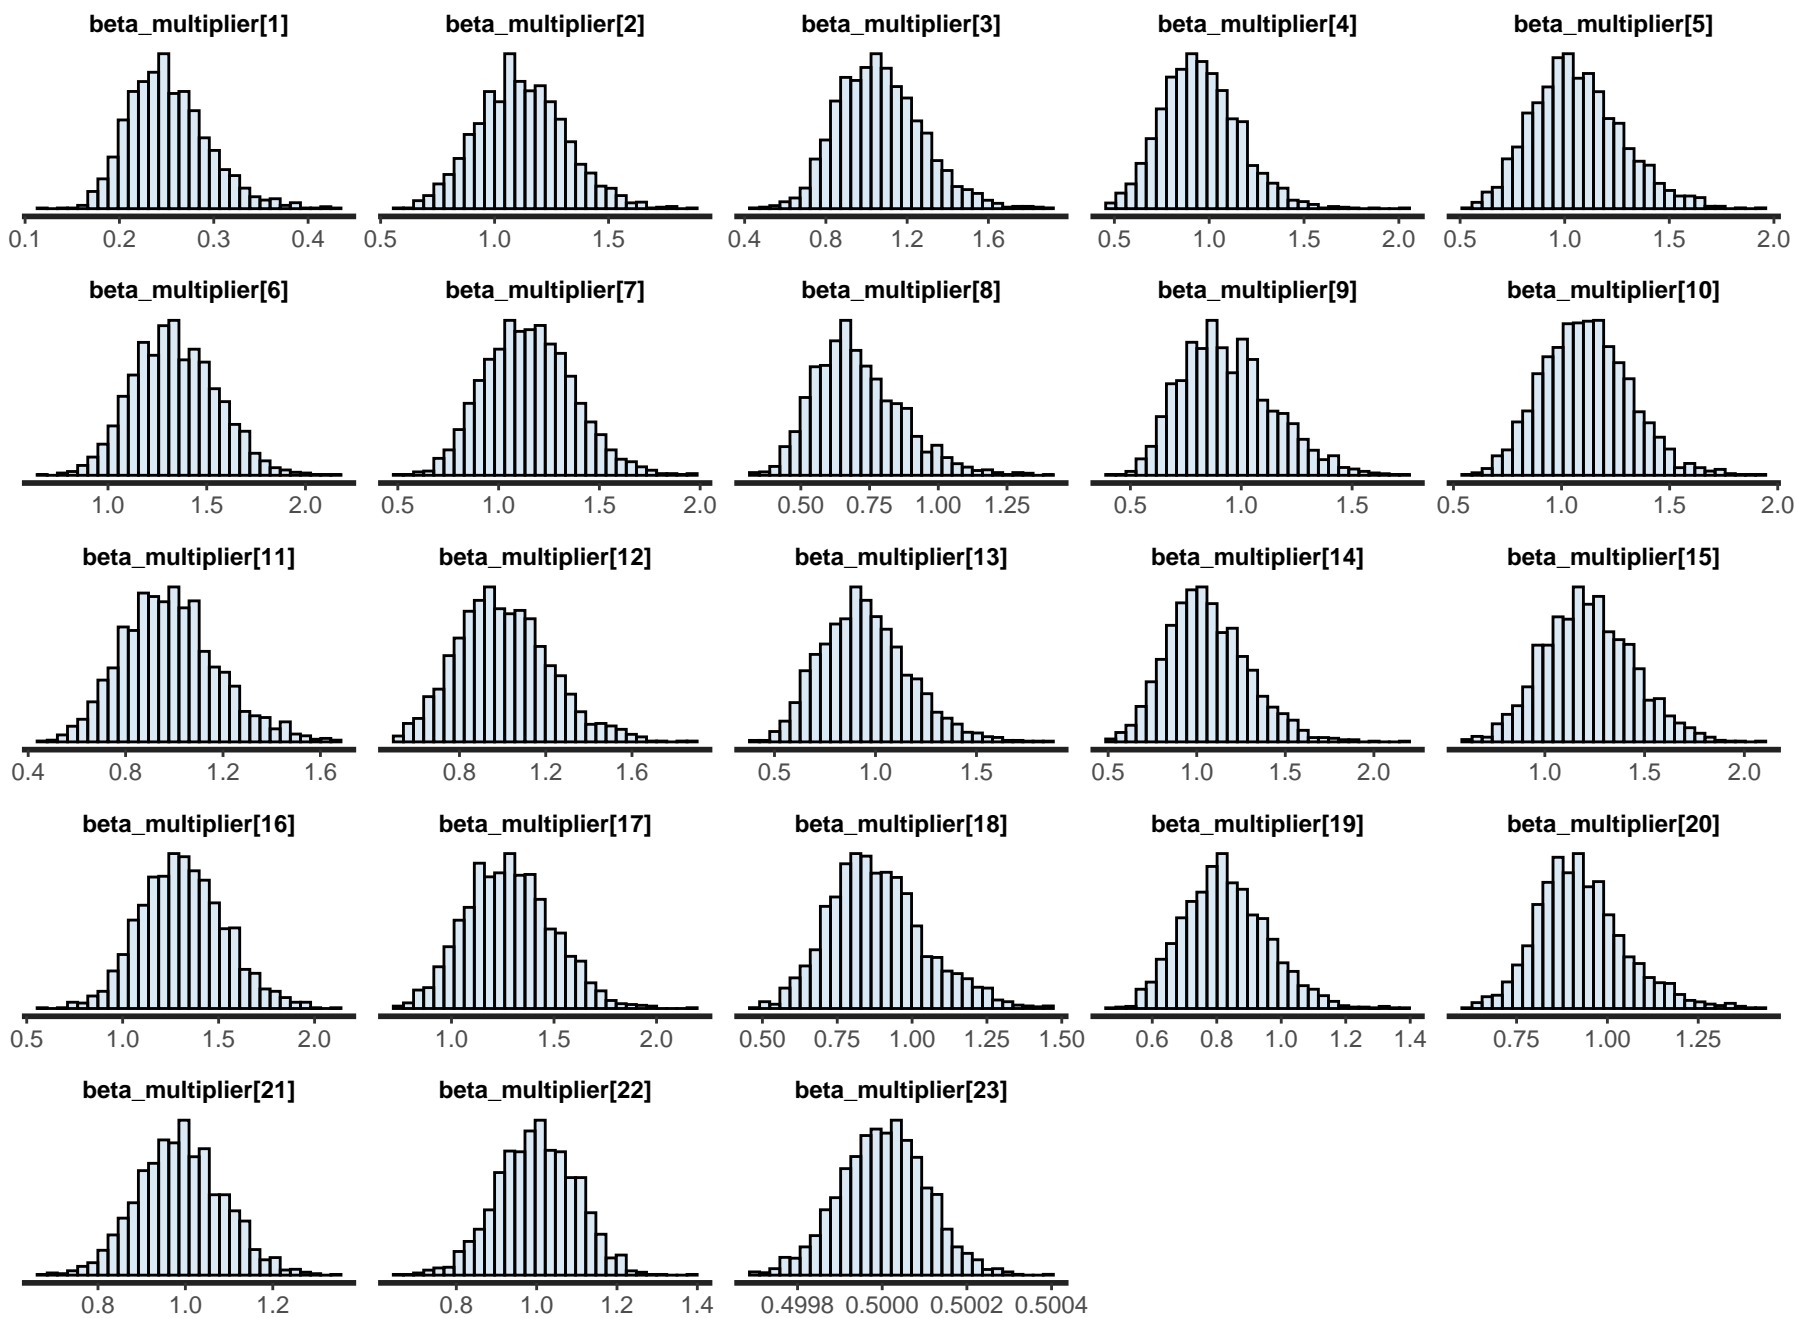 beta_multiplier[1] beta_multiplier[2] beta_multiplier[3] beta_multiplier[4] beta_multiplier[5]
0.1 0.2 0.3 0.4 0.5 1.0 1.5 0.4 0.8 1.2 1.6 0.5 1.0 1.5 2.0 0.5 1.0 1.5 2.0
beta_multiplier[6] beta_multiplier[7] beta_multiplier[8] beta_multiplier[9] beta_multiplier[10]
1.0 1.5 2.0 0.5 1.0 1.5 2.0 0.50 0.75 1.00 1.25 0.5 1.0 1.5 0.5 1.0 1.5 2.0
beta_multiplier[11] beta_multiplier[12] beta_multiplier[13] beta_multiplier[14] beta_multiplier[15]
0.4 0.8 1.2 1.6 0.8 1.2 1.6 0.5 1.0 1.5 0.5 1.0 1.5 2.0 1.0 1.5 2.0
beta_multiplier[16] beta_multiplier[17] beta_multiplier[18] beta_multiplier[19] beta_multiplier[20]
0.5 1.0 1.5 2.0 1.0 1.5 2.0 0.50 0.75 1.00 1.25 1.50 0.6 0.8 1.0 1.2 1.4 0.75 1.00 1.25
beta_multiplier[21] beta_multiplier[22] beta_multiplier[23]
0.8 1.0 1.2 0.8 1.0 1.2 1.4 0.4998 0.5000 0.5002 0.5004